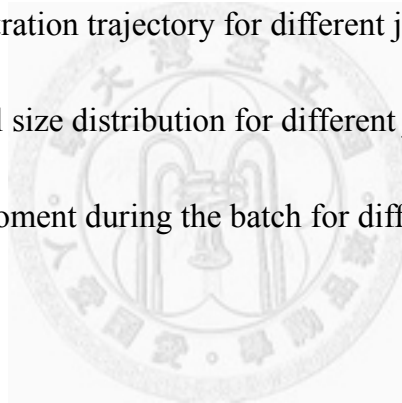 ration trajectory for different j
l size distribution for different
oment during the batch for diff